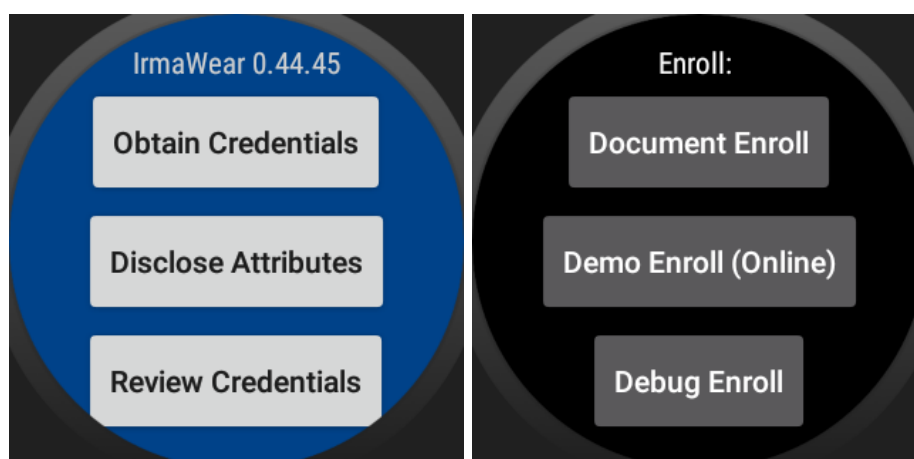 IrmaWear 0.44.45
Obtain Credentials
Disclose Attributes
Review Credentials
Enroll:
Document Enroll
Demo Enroll (Online)
Debug Enroll